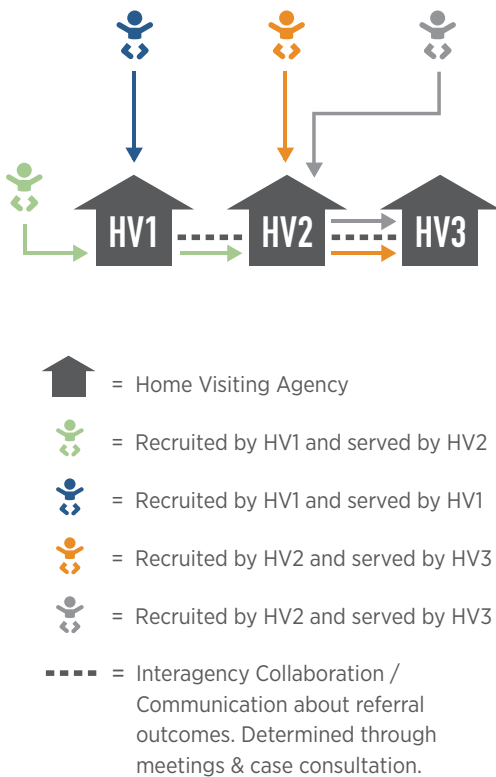 HV1 HV2 HV3
= Home Visiting Agency
= Recruited by HV1 and served by HV2
= Recruited by HV1 and served by HV1
= Recruited by HV2 and served by HV3
= Recruited by HV2 and served by HV3
= Interagency Collaboration /
Communication about referral
outcomes. Determined through
meetings & case consultation.